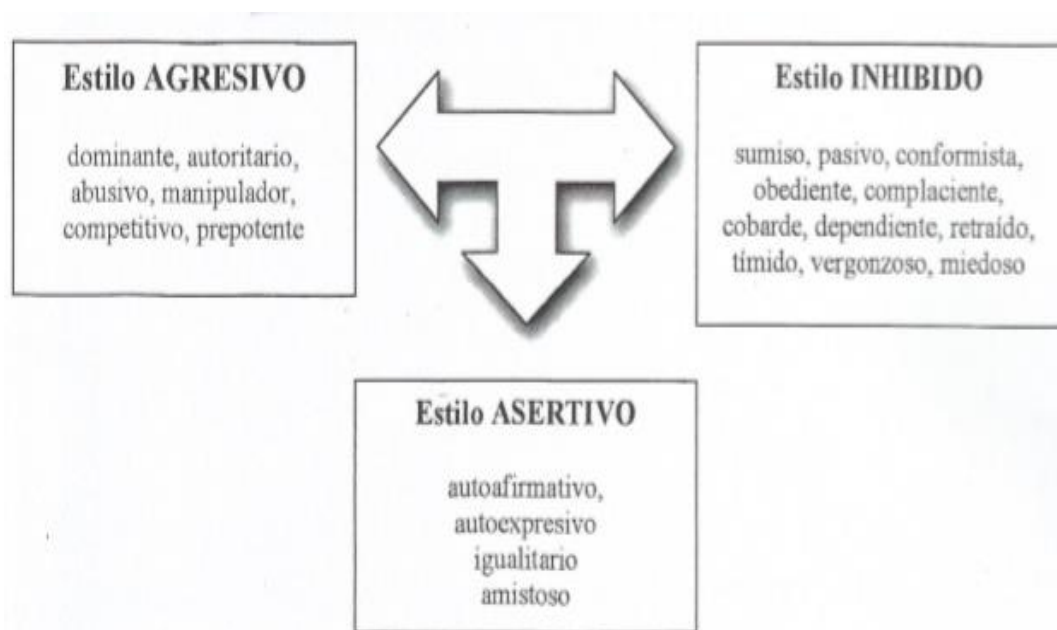 Estilo AGRESIVO
dominante, autoritario,
abusivo, manipulador,
competitivo, prepotente
Estilo INHIBIDO
sumiso, pasivo, conformista,
obediente, complaciente,
cobarde, dependiente, retraído,
tímido, vergonzoso, miedoso
Estilo ASERTIVO
autoafirmativo,
autoexpresivo
igualitario
amistoso